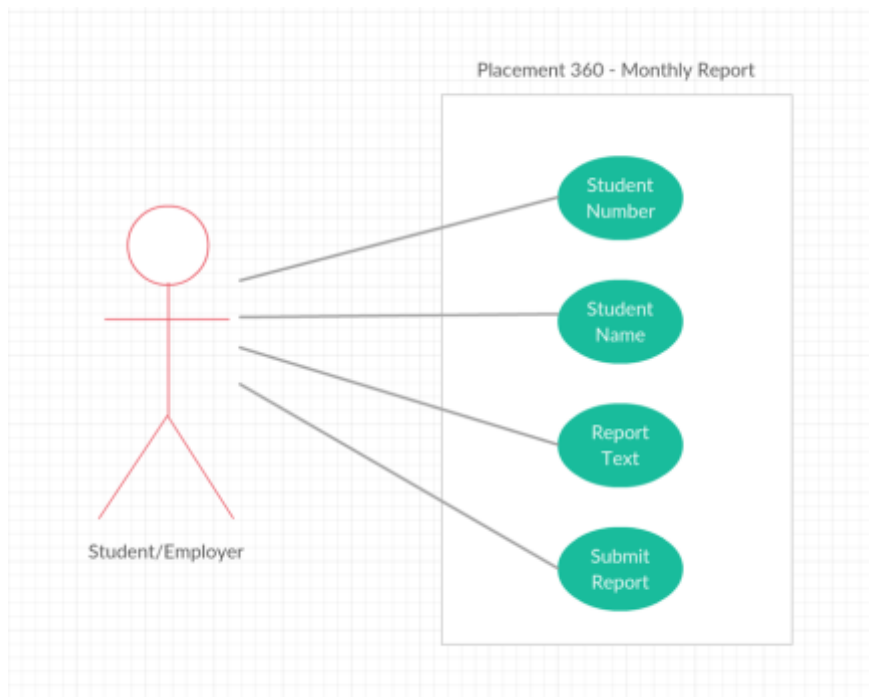 Placement 360 - Monthly Report
Student
Number
Student
Name
Report
Text
Submit
Report
Student/Employer